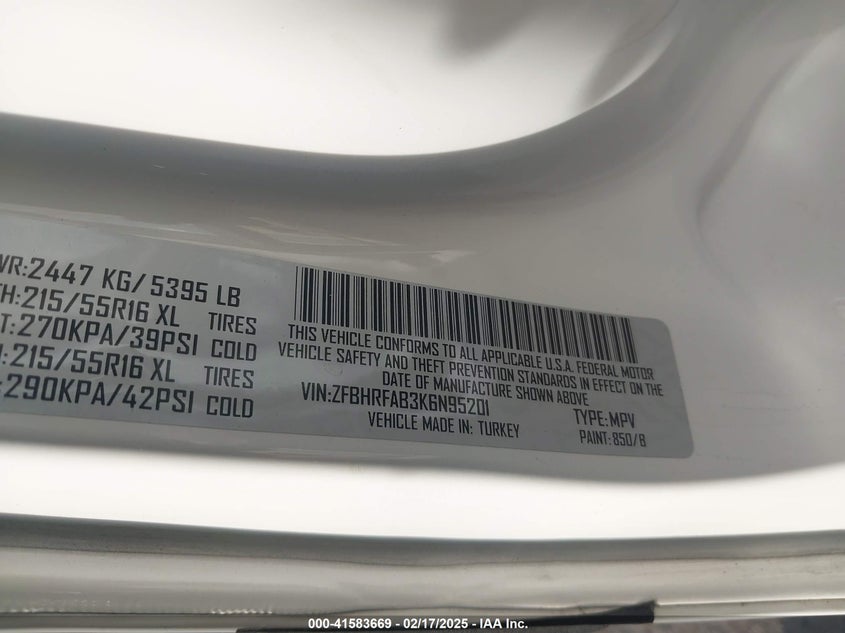 WR:2447 KG/ 5395 LB
TH:215/55R16 XL TIRES
T:270KPA/39PSI COLD
:215/55R16 XL TIRES
:290KPA/42PSI COLD
THIS VEHICLE CONFORMS TO ALL APPLICABLE U.S.A. FEDERAL MOTOR
VEHICLE SAFETY AND THEFT PREVENTION STANDARDS IN EFFECT ON THE
DATE OF MANUFACTURE SHOWN ABOVE.
VIN:ZFBHRFAB3K6N95201 TYPE:MPV
VEHICLE MADE IN: TURKEY PAINT: 850/B
000-41583669 - 02/17/2025 - IAA Inc.